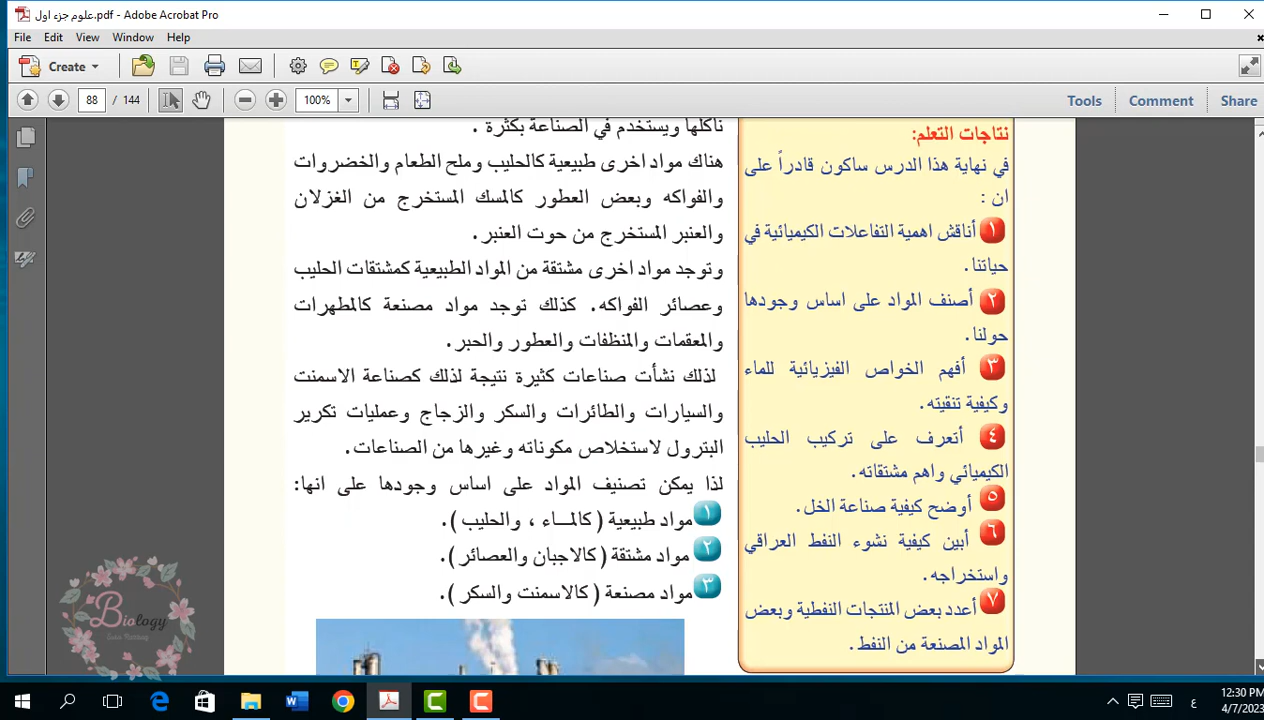 علوم جزء اول.pdf - Adobe Acrobat Pro
File Edit View Window Help
Create
88 / 144 100% Tools Comment Share
نتاجات التعلم:
في نهاية هذا الدرس ساكون قادراً على
ان :
١ أناقش اهمية التفاعلات الكيميائية في
حياتنا.
٢ أصنف المواد على اساس وجودها
حولنا.
٣ أفهم الخواص الفيزيائية للماء
وكيفية تنقيته.
٤ أتعرف على تركيب الحليب
الكيميائي واهم مشتقاته.
٥ أوضح كيفية صناعة الخل.
٦ أبين كيفية نشوء النفط العراقي
واستخراجه.
٧ أعدد بعض المنتجات النفطية وبعض
المواد المصنعة من النفط.
ناكلها ويستخدم في الصناعة بكثرة .
هناك مواد اخرى طبيعية كالحليب وملح الطعام والخضروات
والفواكه وبعض العطور كالمسك المستخرج من الغزلان
والعنبر المستخرج من حوت العنبر.
وتوجد مواد اخرى مشتقة من المواد الطبيعية كمشتقات الحليب
وعصائر الفواكه. كذلك توجد مواد مصنعة كالمطهرات
والمعقمات والمنظفات والعطور والحبر.
لذلك نشأت صناعات كثيرة نتيجة لذلك كصناعة الاسمنت
والسيارات والطائرات والسكر والزجاج وعمليات تكرير
البترول لاستخلاص مكوناته وغيرها من الصناعات.
لذا يمكن تصنيف المواد على اساس وجودها على انها:
١ مواد طبيعية ( كالمـــاء ، والحليب ).
٢ مواد مشتقة ( كالاجبان والعصائر ).
٣ مواد مصنعة ( كالاسمنت والسكر ).
Biology
ع
12:30 PM
4/7/2023